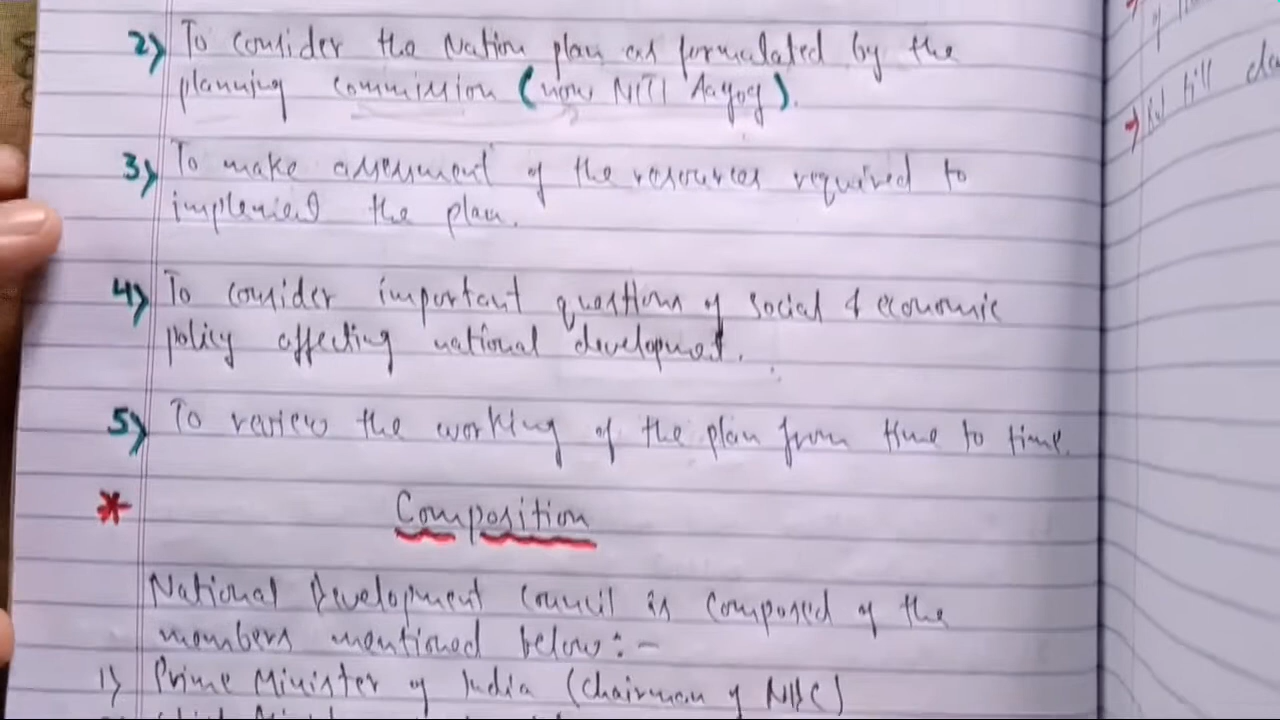 2) To consider the Nation plan as formulated by the
planning commission (now NITI Aayog).
3) To make assessment of the resources required to
implement the plan.
4) To consider important questions of social & economic
policy affecting national development.
5) To review the working of the plan from time to time.
* Composition
National Development Council is composed of the
members mentioned below:-
1) Prime Minister of India (Chairman of NDC)
till